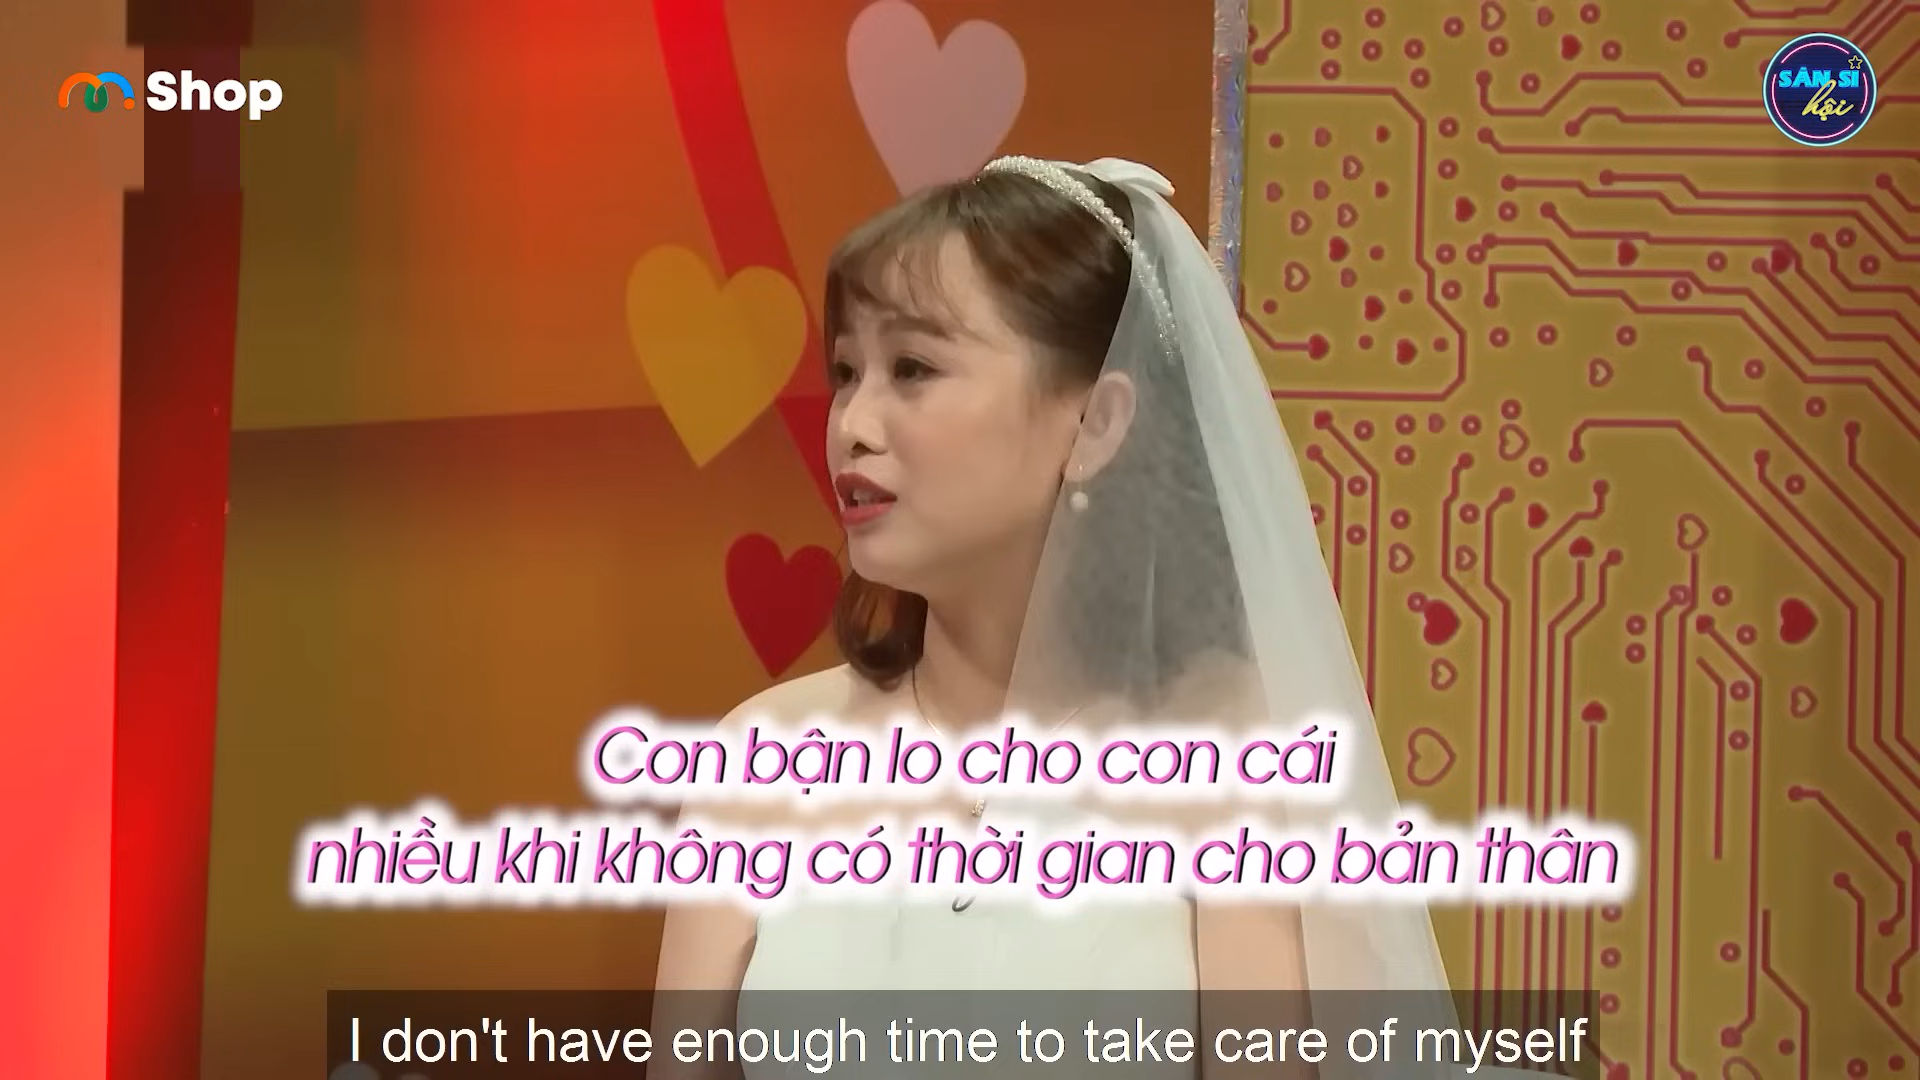 Shop
SÂN SI
hội
Con bận lo cho con cái
nhiều khi không có thời gian cho bản thân
I don't have enough time to take care of myself